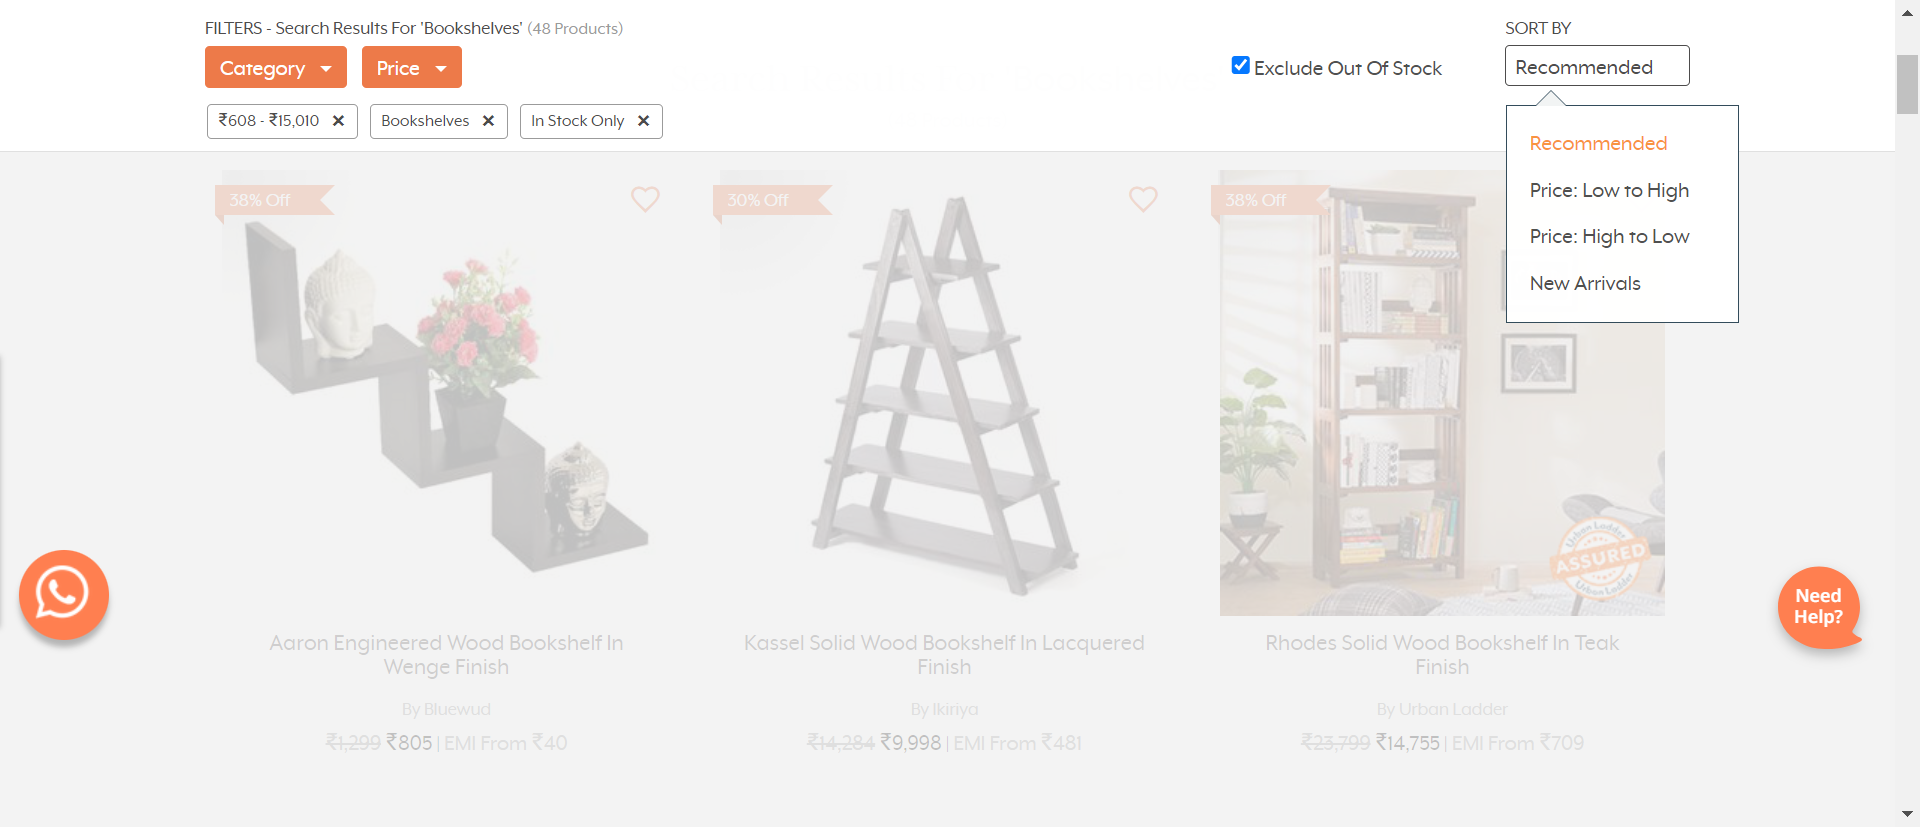 FILTERS - Search Results For 'Bookshelves' (48 Products)
SORT BY
Category
Price
Exclude Out Of Stock
Recommended
₹608 - ₹15,010 ✕
Bookshelves ✕
In Stock Only ✕
Recommended
Price: Low to High
Price: High to Low
New Arrivals
38% Off
30% Off
38% Off
Urban Ladder
ASSURED
Urban Ladder
Need
Help?
Aaron Engineered Wood Bookshelf In
Wenge Finish
By Bluewud
₹1,299 ₹805 | EMI From ₹40
Kassel Solid Wood Bookshelf In Lacquered
Finish
By Ikiriya
₹14,284 ₹9,998 | EMI From ₹481
Rhodes Solid Wood Bookshelf In Teak
Finish
By Urban Ladder
₹23,799 ₹14,755 | EMI From ₹709